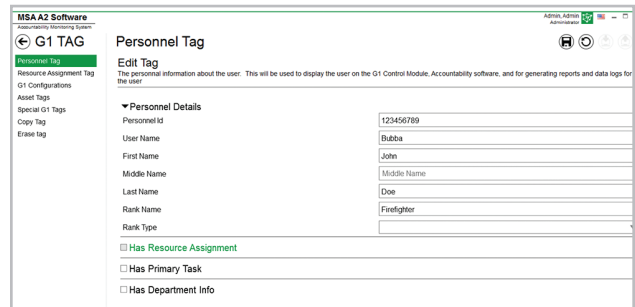 MSA A2 Software
Accountability Monitoring System
Admin, Admin
Administrator
G1 TAG
Personnel Tag
Personnel Tag
Resource Assignment Tag
G1 Configurations
Asset Tags
Special G1 Tags
Copy Tag
Erase tag
Edit Tag
The personnal information about the user. This will be used to display the user on the G1 Control Module, Accountability software, and for generating reports and data logs for
the user
Personnel Details
Personnel Id 123456789
User Name Bubba
First Name John
Middle Name Middle Name
Last Name Doe
Rank Name Firefighter
Rank Type
Has Resource Assignment
Has Primary Task
Has Department Info